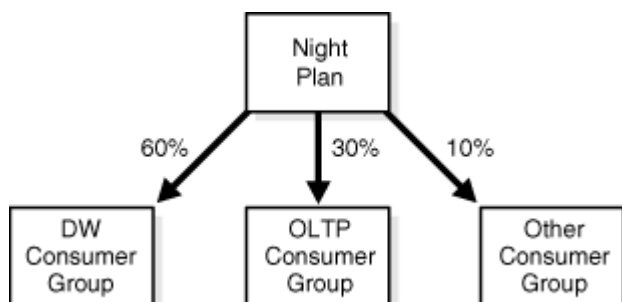 Night
Plan
60%
30%
10%
DW
Consumer
Group
OLTP
Consumer
Group
Other
Consumer
Group